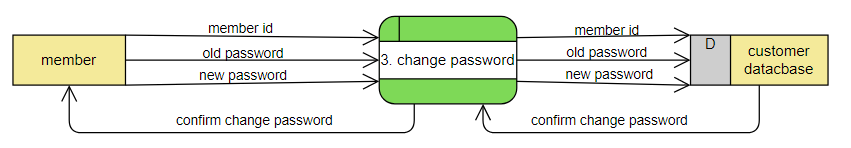 member id
old password
new password
member
3. change password
member id
old password
new password
D
customer
datacbase
confirm change password
confirm change password